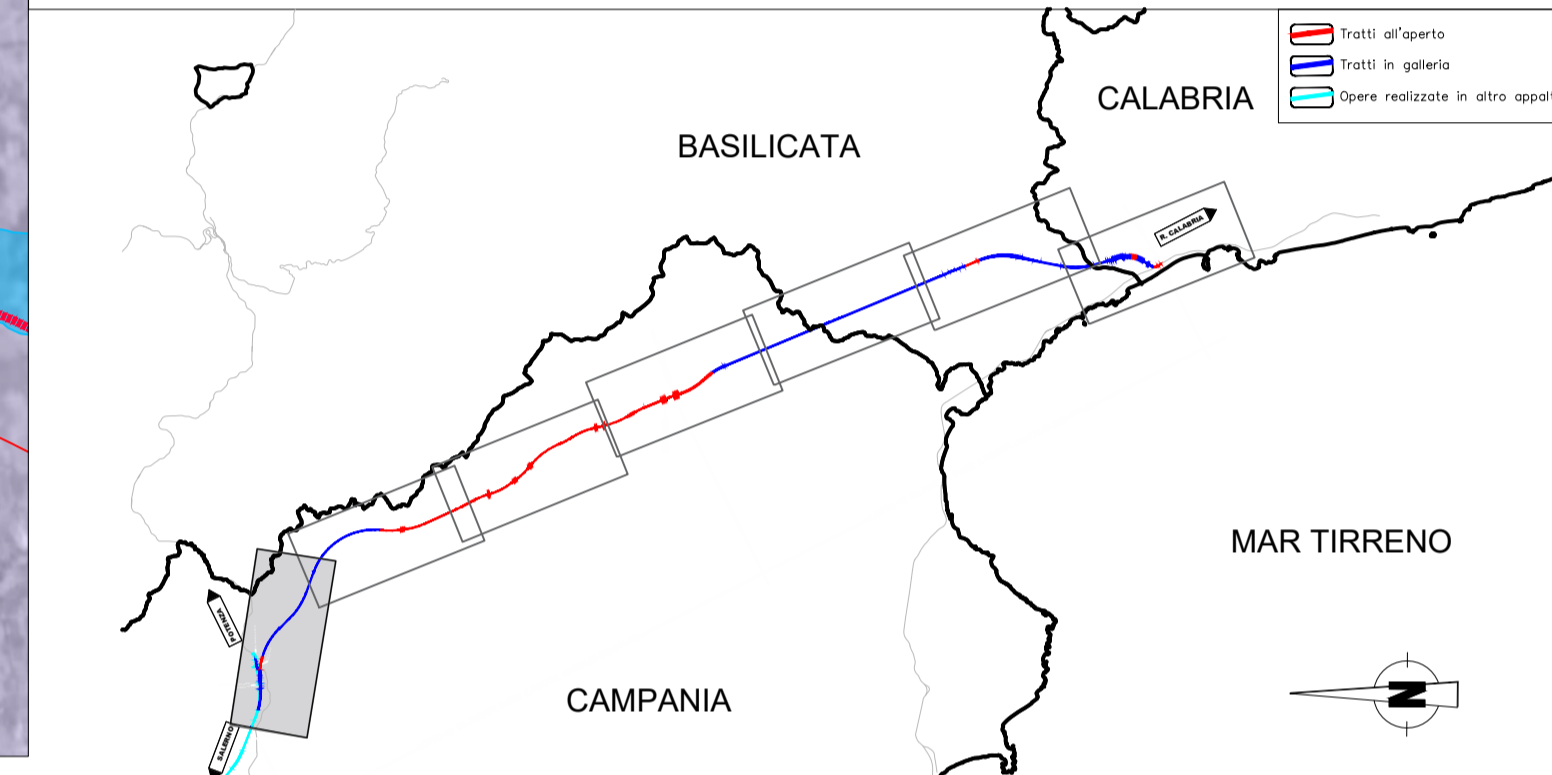 Tratti all'aperto
Tratti in galleria
Opere realizzate in altro appalt
CALABRIA
BASILICATA
R. CALABRIA
MAR TIRRENO
POTENZA
CAMPANIA
N
SALERNO